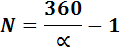 N = 360/∝ − 1